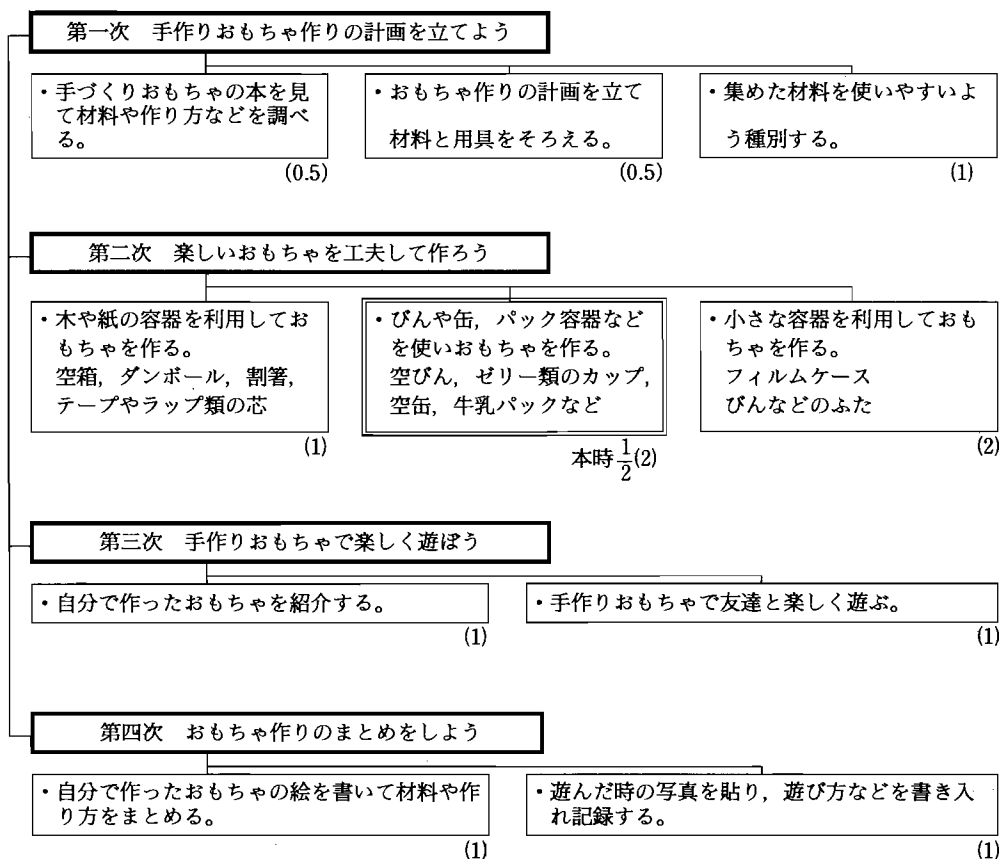 第一次 手作りおもちゃ作りの計画を立てよう
・手づくりおもちゃの本を見
て材料や作り方などを調べ
る。
(0.5)
・おもちゃ作りの計画を立て
材料と用具をそろえる。
(0.5)
・集めた材料を使いやすいよ
う種別する。
(1)
第二次 楽しいおもちゃを工夫して作ろう
・木や紙の容器を利用してお
もちゃを作る。
空箱，ダンボール，割箸，
テープやラップ類の芯
(1)
・びんや缶，パック容器など
を使いおもちゃを作る。
空びん，ゼリー類のカップ，
空缶，牛乳パックなど
本時1/2(2)
・小さな容器を利用しておも
ちゃを作る。
フィルムケース
びんなどのふた
(2)
第三次 手作りおもちゃで楽しく遊ぼう
・自分で作ったおもちゃを紹介する。
(1)
・手作りおもちゃで友達と楽しく遊ぶ。
(1)
第四次 おもちゃ作りのまとめをしよう
・自分で作ったおもちゃの絵を書いて材料や作
り方をまとめる。
(1)
・遊んだ時の写真を貼り，遊び方などを書き入
れ記録する。
(1)